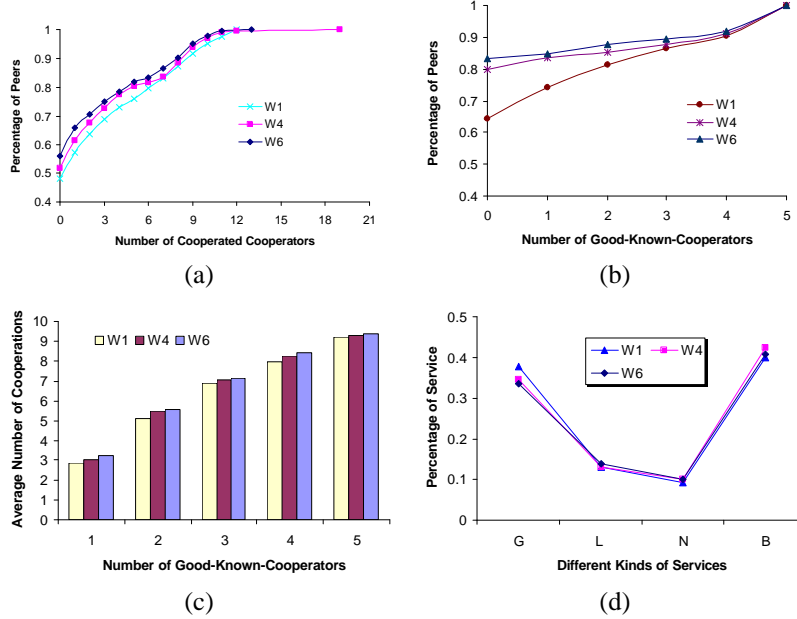 Percentage of Peers
1
0.9
0.8
0.7
0.6
0.5
0.4
W1
W4
W6
0 3 6 9 12 15 18 21
Number of Cooperated Cooperators
(a)
Percentage of Peers
1
0.9
0.8
0.7
0.6
0.5
0.4
W1
W4
W6
0 1 2 3 4 5
Number of Good-Known-Cooperators
(b)
Average Number of Cooperations
10
9
8
7
6
5
4
3
2
1
0
W1 W4 W6
1 2 3 4 5
Number of Good-Known-Cooperators
(c)
Percentage of Service
0.5
0.4
0.3
0.2
0.1
0
W1 W4
W6
G L N B
Different Kinds of Services
(d)